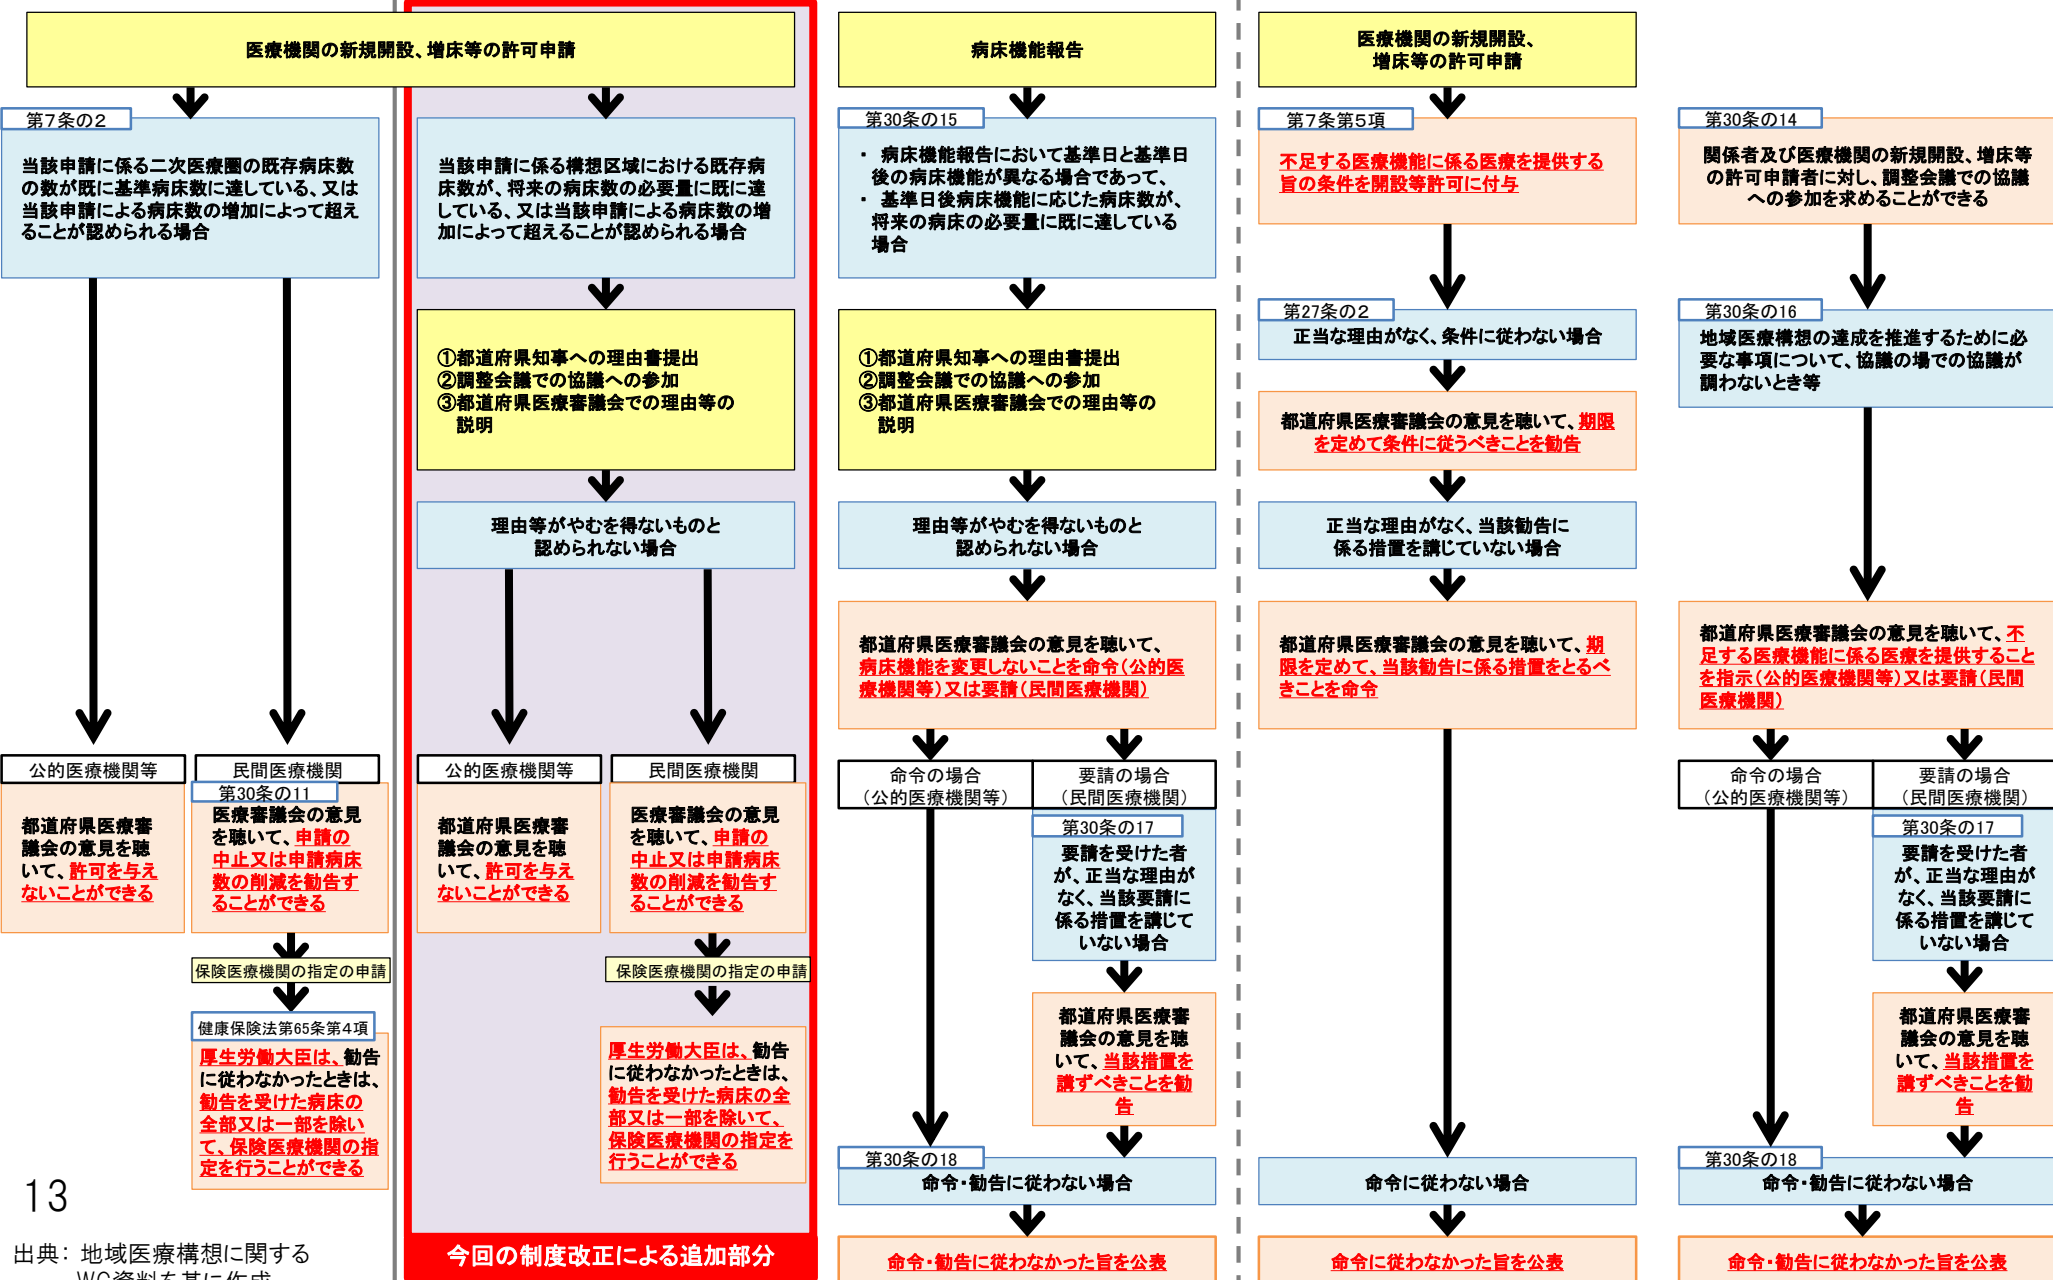 医療機関の新規開設、増床等の許可申請
第7条の2
当該申請に係る二次医療圏の既存病床数
の数が既に基準病床数に達している、又は
当該申請による病床数の増加によって超え
ることが認められる場合
公的医療機関等
都道府県医療審
議会の意見を聴
いて、許可を与え
ないことができる
民間医療機関
第30条の11
医療審議会の意見
を聴いて、申請の
中止又は申請病床
数の削減を勧告す
ることができる
保険医療機関の指定の申請
健康保険法第65条第4項
厚生労働大臣は、勧告
に従わなかったときは、
勧告を受けた病床の
全部又は一部を除い
て、保険医療機関の指
定を行うことができる
13
出典： 地域医療構想に関する
WG資料を基に作成
当該申請に係る構想区域における既存病
床数が、将来の病床数の必要量に既に達
している、又は当該申請による病床数の増
加によって超えることが認められる場合
①都道府県知事への理由書提出
②調整会議での協議への参加
③都道府県医療審議会での理由等の
説明
理由等がやむを得ないものと
認められない場合
公的医療機関等
都道府県医療審
議会の意見を聴
いて、許可を与え
ないことができる
民間医療機関
医療審議会の意見
を聴いて、申請の
中止又は申請病床
数の削減を勧告す
ることができる
保険医療機関の指定の申請
厚生労働大臣は、勧告
に従わなかったときは、
勧告を受けた病床の全
部又は一部を除いて、
保険医療機関の指定を
行うことができる
今回の制度改正による追加部分
病床機能報告
第30条の15
・ 病床機能報告において基準日と基準日
後の病床機能が異なる場合であって、
・ 基準日後病床機能に応じた病床数が、
将来の病床の必要量に既に達している
場合
①都道府県知事への理由書提出
②調整会議での協議への参加
③都道府県医療審議会での理由等の
説明
理由等がやむを得ないものと
認められない場合
都道府県医療審議会の意見を聴いて、
病床機能を変更しないことを命令（公的医
療機関等）又は要請（民間医療機関）
命令の場合
（公的医療機関等）
要請の場合
（民間医療機関）
第30条の17
要請を受けた者
が、正当な理由が
なく、当該要請に
係る措置を講じて
いない場合
都道府県医療審
議会の意見を聴
いて、当該措置を
講ずべきことを勧
告
第30条の18
命令・勧告に従わない場合
命令・勧告に従わなかった旨を公表
医療機関の新規開設、
増床等の許可申請
第7条第5項
不足する医療機能に係る医療を提供する
旨の条件を開設等許可に付与
第27条の2
正当な理由がなく、条件に従わない場合
都道府県医療審議会の意見を聴いて、期限
を定めて条件に従うべきことを勧告
正当な理由がなく、当該勧告に
係る措置を講じていない場合
都道府県医療審議会の意見を聴いて、期
限を定めて、当該勧告に係る措置をとるべ
きことを命令
命令に従わない場合
命令に従わなかった旨を公表
第30条の14
関係者及び医療機関の新規開設、増床等
の許可申請者に対し、調整会議での協議
への参加を求めることができる
第30条の16
地域医療構想の達成を推進するために必
要な事項について、協議の場での協議が
調わないとき等
都道府県医療審議会の意見を聴いて、不
足する医療機能に係る医療を提供すること
を指示（公的医療機関等）又は要請（民間
医療機関）
命令の場合
（公的医療機関等）
要請の場合
（民間医療機関）
第30条の17
要請を受けた者
が、正当な理由が
なく、当該要請に
係る措置を講じて
いない場合
都道府県医療審
議会の意見を聴
いて、当該措置を
講ずべきことを勧
告
第30条の18
命令・勧告に従わない場合
命令・勧告に従わなかった旨を公表